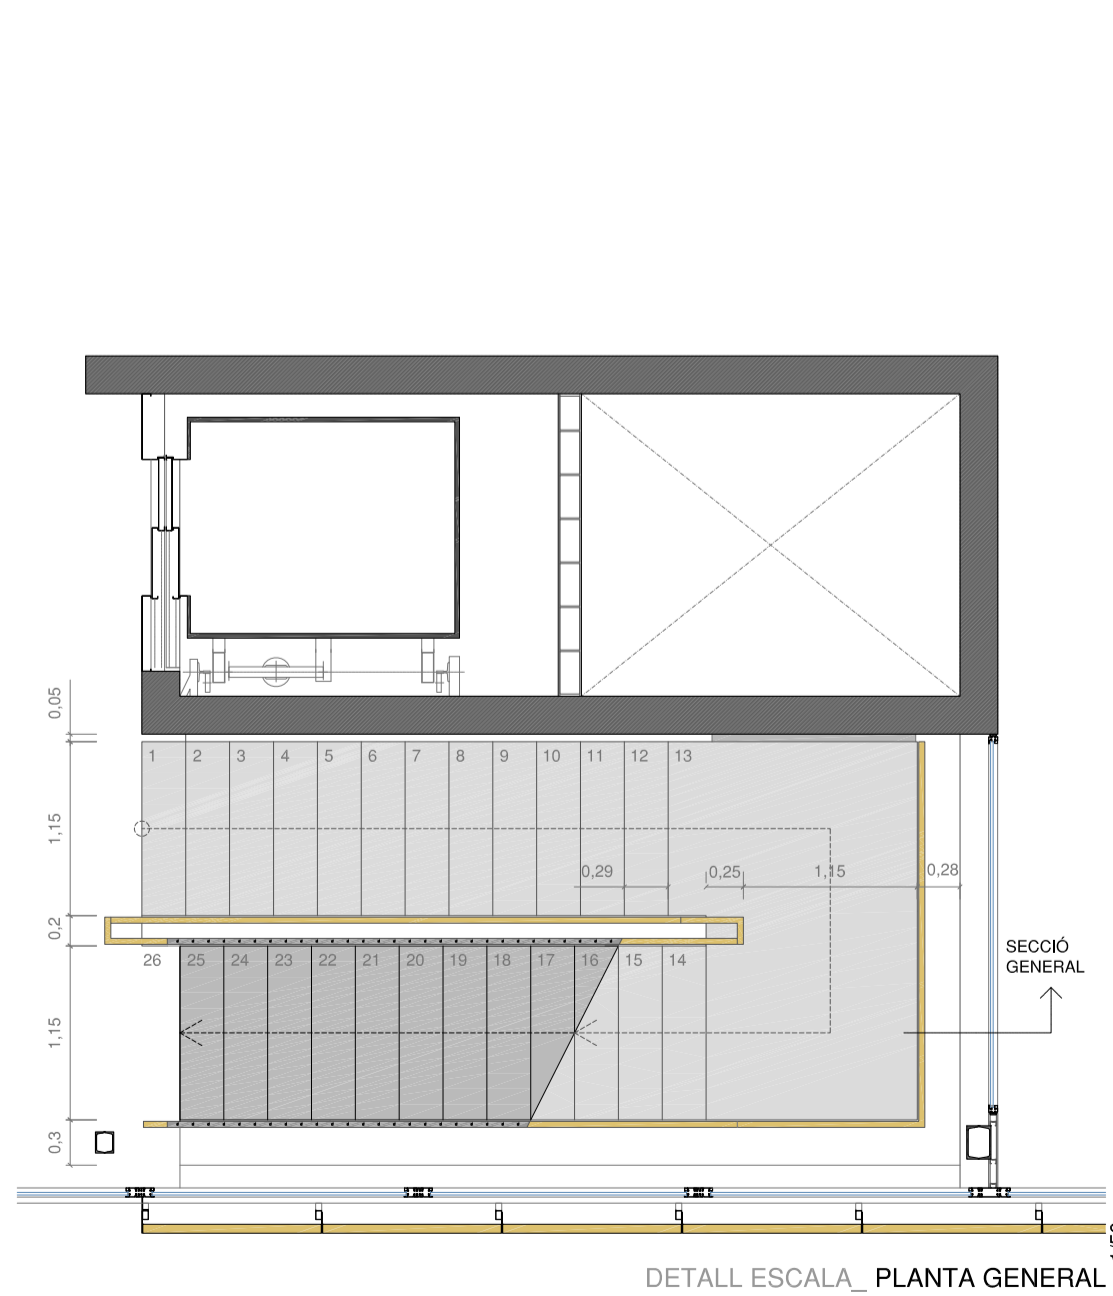 0,05
1 2 3 4 5 6 7 8 9 10 11 12 13
1,15
0,29 0,25 1,15 0,28
0,2
SECCIÓ
GENERAL
26 25 24 23 22 21 20 19 18 17 16 15 14
1,15
0,3
DETALL ESCALA_ PLANTA GENERAL